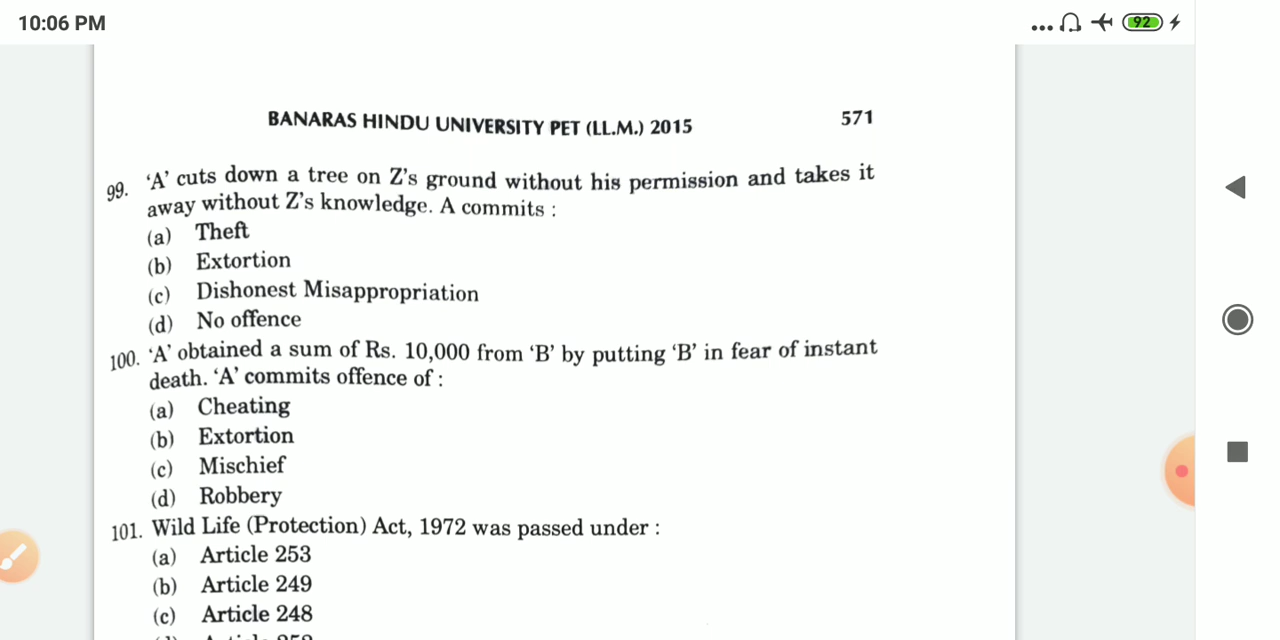 10:06 PM
92
BANARAS HINDU UNIVERSITY PET (LL.M.) 2015 571
99. ‘A’ cuts down a tree on Z’s ground without his permission and takes it
away without Z’s knowledge. A commits :
(a) Theft
(b) Extortion
(c) Dishonest Misappropriation
(d) No offence
100. ‘A’ obtained a sum of Rs. 10,000 from ‘B’ by putting ‘B’ in fear of instant
death. ‘A’ commits offence of :
(a) Cheating
(b) Extortion
(c) Mischief
(d) Robbery
101. Wild Life (Protection) Act, 1972 was passed under :
(a) Article 253
(b) Article 249
(c) Article 248